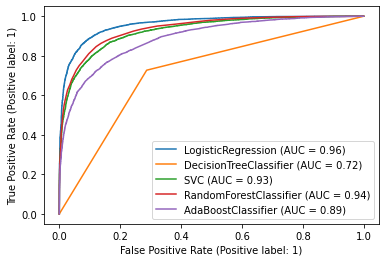 1.0
0.8
0.6
0.4
0.2
0.0
True Positive Rate (Positive label: 1)
LogisticRegression (AUC = 0.96)
DecisionTreeClassifier (AUC = 0.72)
SVC (AUC = 0.93)
RandomForestClassifier (AUC = 0.94)
AdaBoostClassifier (AUC = 0.89)
0.0 0.2 0.4 0.6 0.8 1.0
False Positive Rate (Positive label: 1)